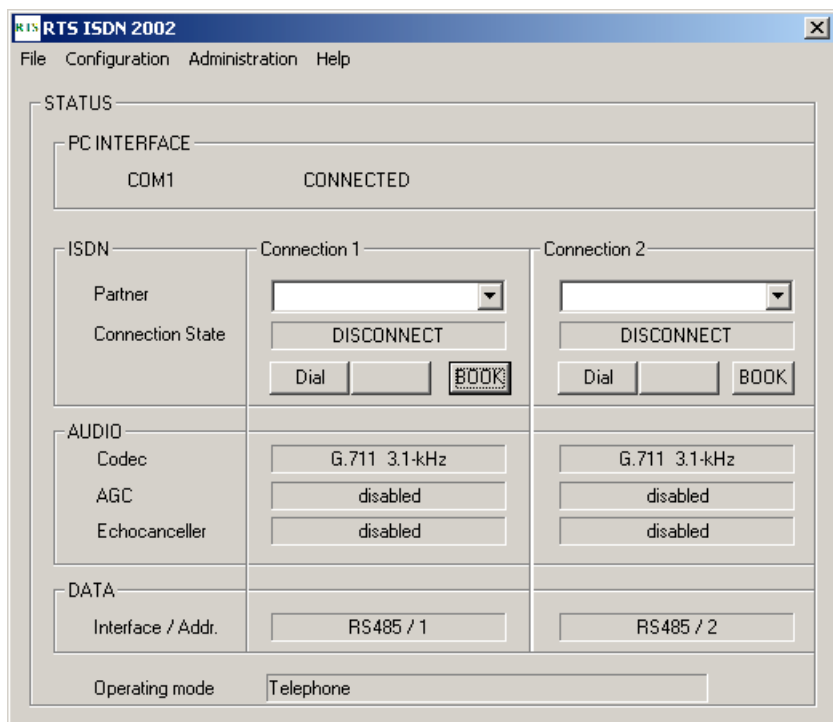 RTS RTS ISDN 2002
File Configuration Administration Help
STATUS
PC INTERFACE
COM1 CONNECTED
ISDN Connection 1 Connection 2
Partner
Connection State DISCONNECT DISCONNECT
Dial BOOK Dial BOOK
AUDIO
Codec G.711 3.1-kHz G.711 3.1-kHz
AGC disabled disabled
Echocanceller disabled disabled
DATA
Interface / Addr. RS485 / 1 RS485 / 2
Operating mode Telephone